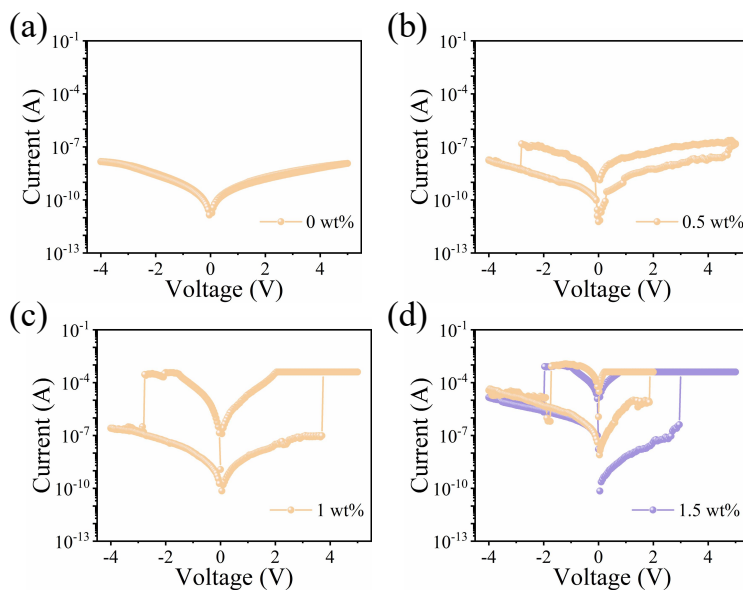 (a)
10^-1
10^-4
10^-7
10^-10
10^-13
Current (A)
-4 -2 0 2 4
Voltage (V)
0 wt%
(b)
10^-1
10^-4
10^-7
10^-10
10^-13
Current (A)
-4 -2 0 2 4
Voltage (V)
0.5 wt%
(c)
10^-1
10^-4
10^-7
10^-10
10^-13
Current (A)
-4 -2 0 2 4
Voltage (V)
1 wt%
(d)
10^-1
10^-4
10^-7
10^-10
10^-13
Current (A)
-4 -2 0 2 4
Voltage (V)
1.5 wt%